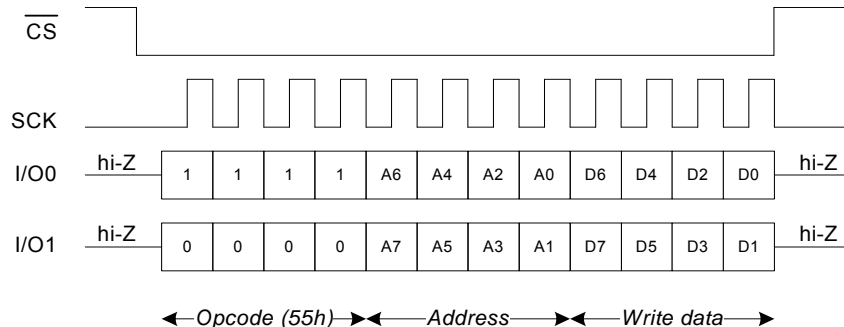 CS
SCK
I/O0 hi-Z 1 1 1 1 A6 A4 A2 A0 D6 D4 D2 D0 hi-Z
I/O1 hi-Z 0 0 0 0 A7 A5 A3 A1 D7 D5 D3 D1 hi-Z
Opcode (55h) Address Write data